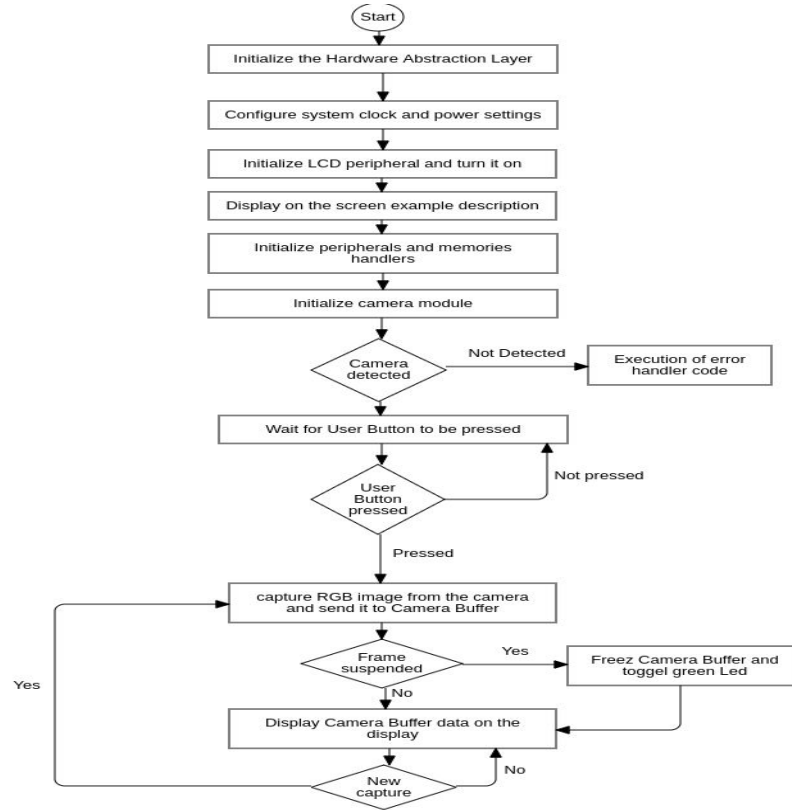 Start
Initialize the Hardware Abstraction Layer
Configure system clock and power settings
Initialize LCD peripheral and turn it on
Display on the screen example description
Initialize peripherals and memories
handlers
Initialize camera module
Camera
detected
Not Detected
Execution of error
handler code
Wait for User Button to be pressed
User
Button
pressed
Not pressed
Pressed
capture RGB image from the camera
and send it to Camera Buffer
Frame
suspended
Yes
Freez Camera Buffer and
toggel green Led
No
Display Camera Buffer data on the
display
New
capture
No
Yes